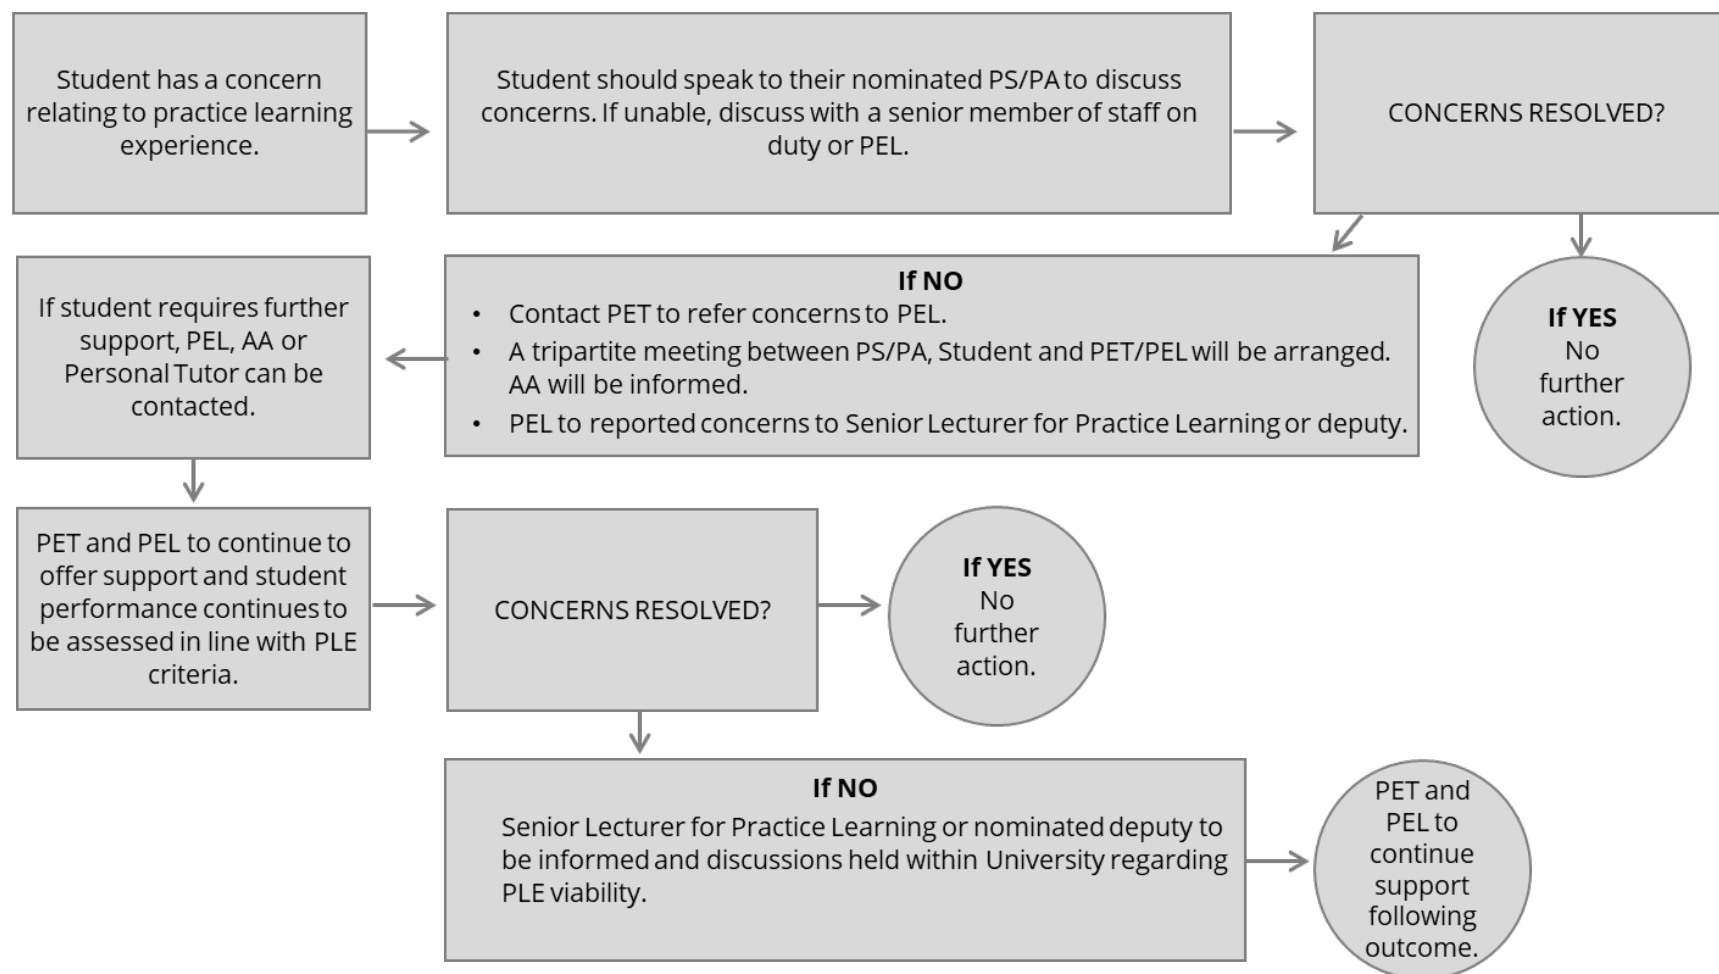 Student has a concern
relating to practice learning
experience.
Student should speak to their nominated PS/PA to discuss
concerns. If unable, discuss with a senior member of staff on
duty or PEL.
CONCERNS RESOLVED?
If NO
• Contact PET to refer concerns to PEL.
• A tripartite meeting between PS/PA, Student and PET/PEL will be arranged.
AA will be informed.
• PEL to reported concerns to Senior Lecturer for Practice Learning or deputy.
If YES
No
further
action.
If student requires further
support, PEL, AA or
Personal Tutor can be
contacted.
PET and PEL to continue to
offer support and student
performance continues to
be assessed in line with PLE
criteria.
CONCERNS RESOLVED?
If YES
No
further
action.
If NO
Senior Lecturer for Practice Learning or nominated deputy to
be informed and discussions held within University regarding
PLE viability.
PET and
PEL to
continue
support
following
outcome.